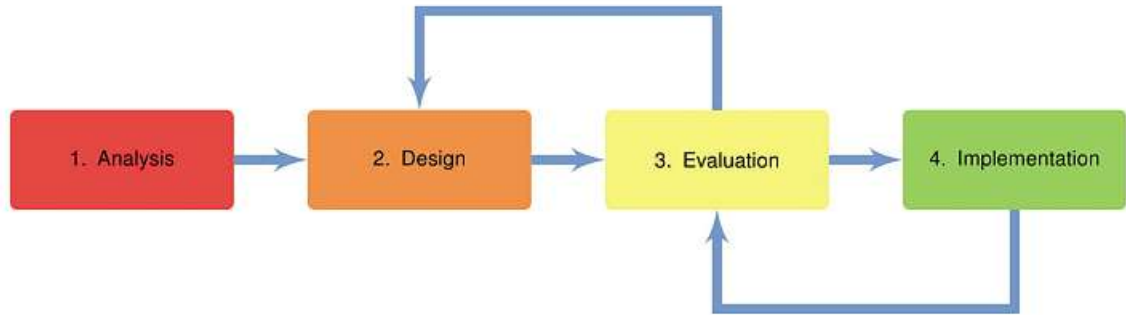 1. Analysis
2. Design
3. Evaluation
4. Implementation